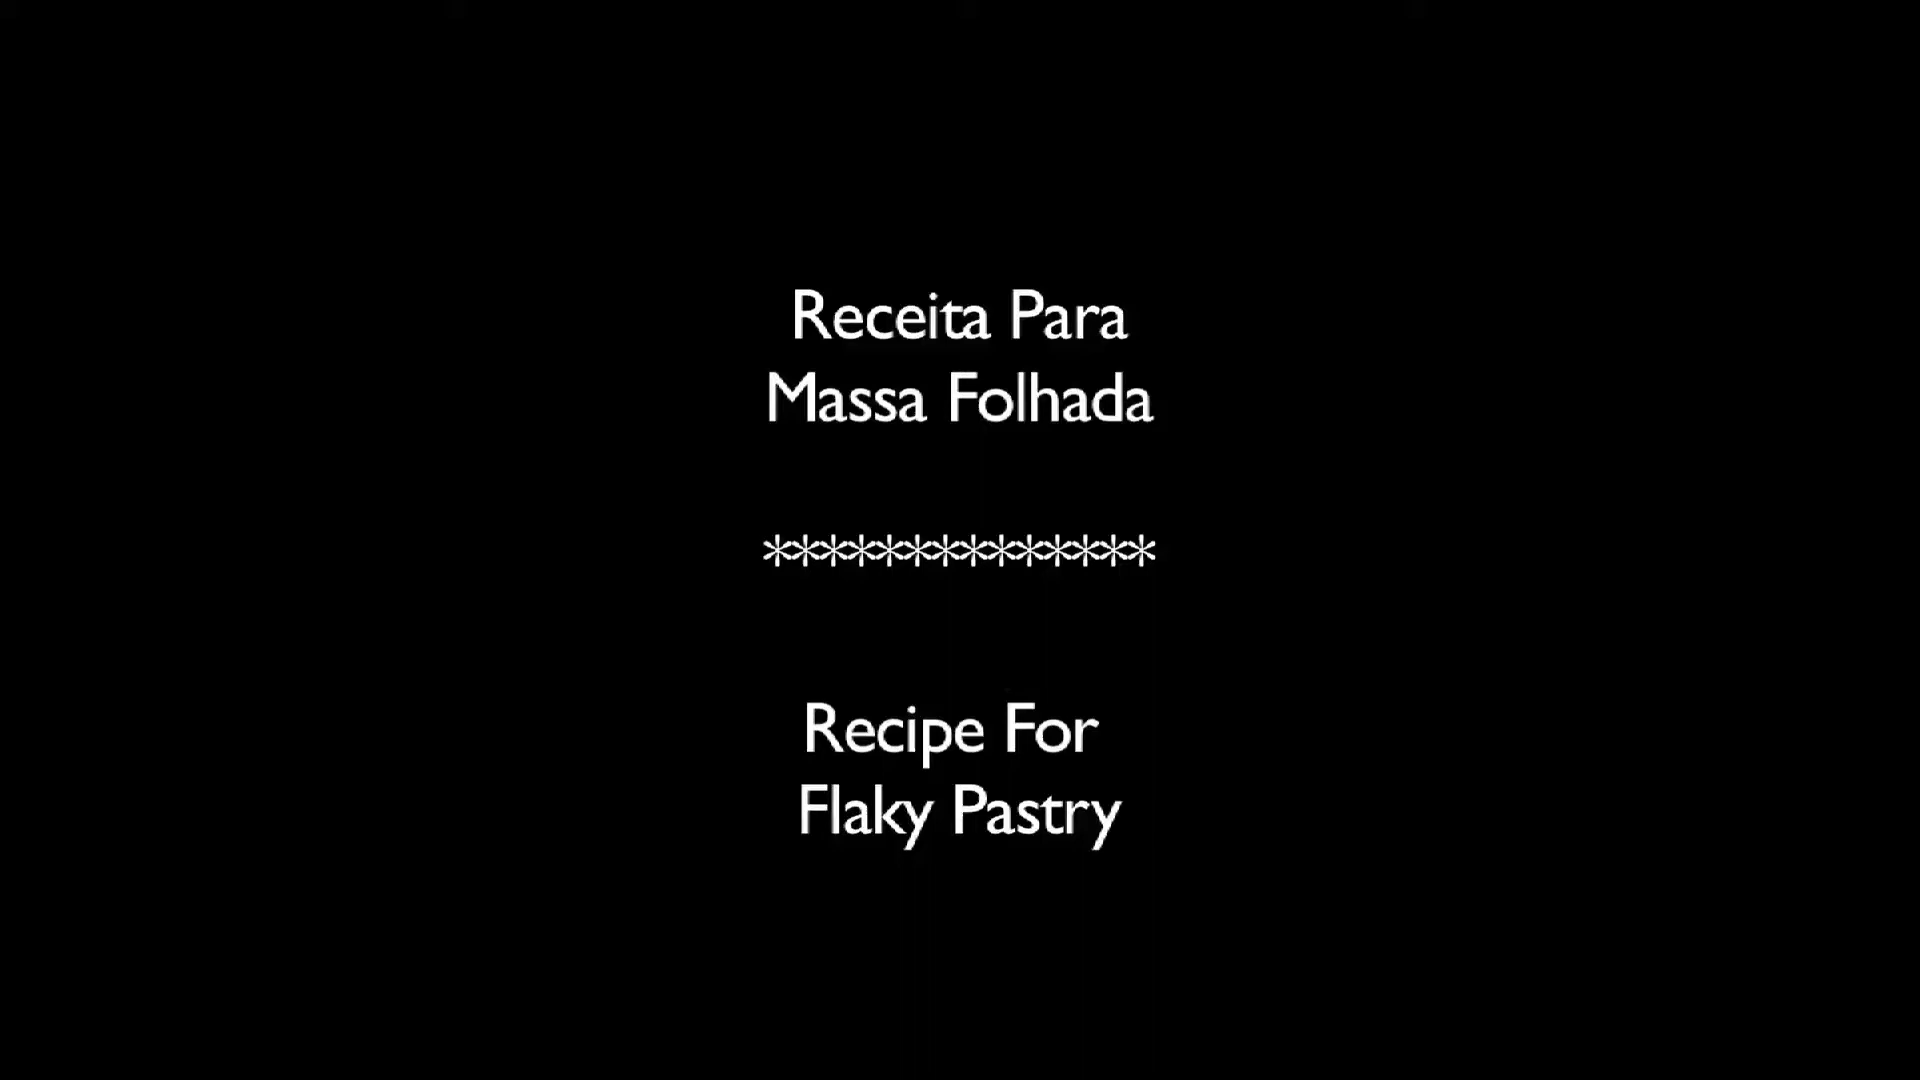 Receita Para
Massa Folhada
**************
Recipe For
Flaky Pastry